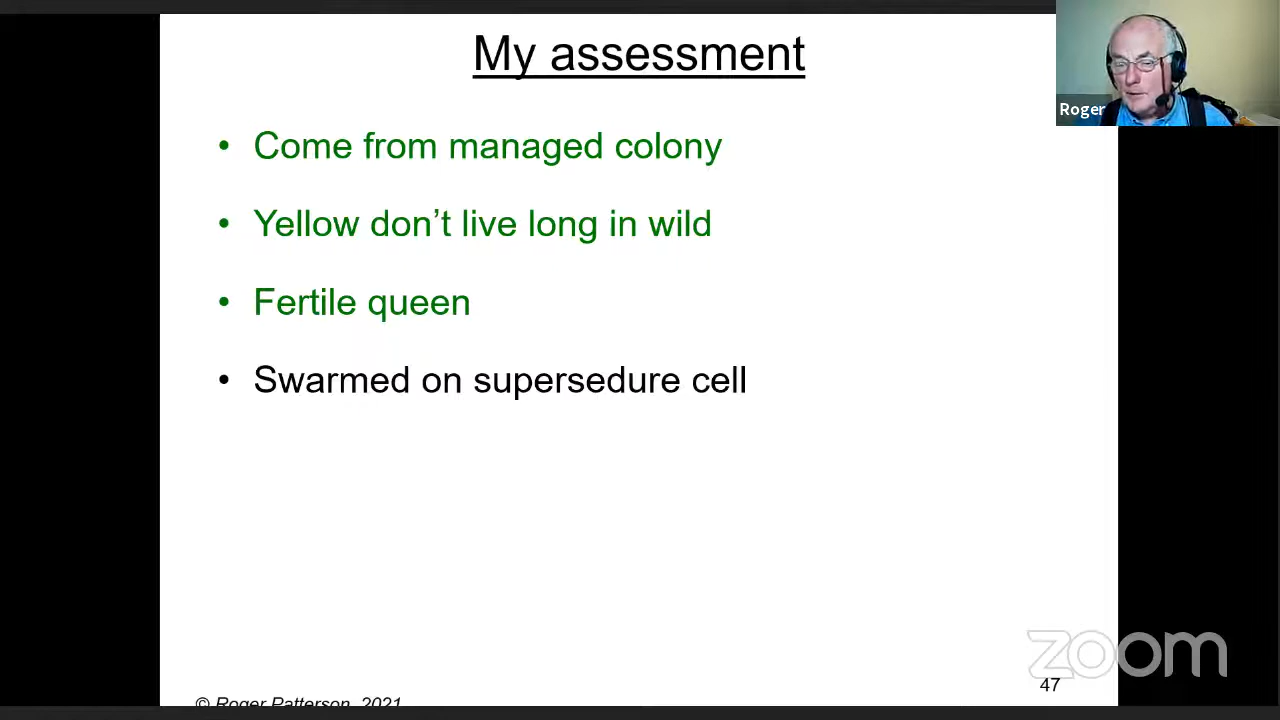 My assessment
Roger
• Come from managed colony
• Yellow don’t live long in wild
• Fertile queen
• Swarmed on supersedure cell
zoom
47
© Roger Patterson, 2021